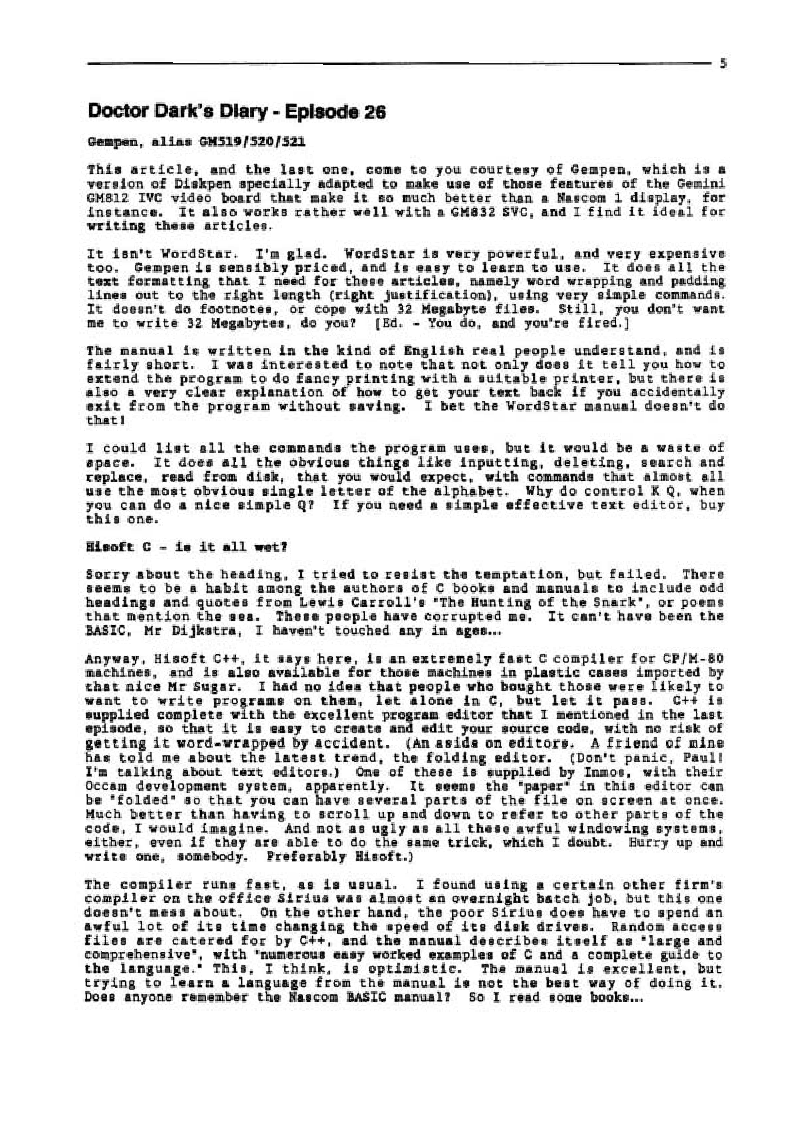 5
Doctor Dark's Diary - Episode 26
Gempen, alias GM519/520/521
This article, and the last one, come to you courtesy of Gempen, which is a
version of Diskpen specially adapted to make use of those features of the Gemini
GM812 IVC video board that make it so much better than a Nascom 1 display, for
instance. It also works rather well with a GM832 SVC, and I find it ideal for
writing these articles.
It isn't WordStar. I'm glad. WordStar is very powerful, and very expensive
too. Gempen is sensibly priced, and is easy to learn to use. It does all the
text formatting that I need for these articles, namely word wrapping and padding
lines out to the right length (right justification), using very simple commands.
It doesn't do footnotes, or cope with 32 Megabyte files. Still, you don't want
me to write 32 Megabytes, do you? [Ed. - You do, and you're fired.]
The manual is written in the kind of English real people understand, and is
fairly short. I was interested to note that not only does it tell you how to
extend the program to do fancy printing with a suitable printer, but there is
also a very clear explanation of how to get your text back if you accidentally
exit from the program without saving. I bet the WordStar manual doesn't do
that!
I could list all the commands the program uses, but it would be a waste of
space. It does all the obvious things like inputting, deleting, search and
replace, read from disk, that you would expect, with commands that almost all
use the most obvious single letter of the alphabet. Why do control K Q, when
you can do a nice simple Q? If you need a simple effective text editor, buy
this one.
Hisoft C - is it all wet?
Sorry about the heading, I tried to resist the temptation, but failed. There
seems to be a habit among the authors of C books and manuals to include odd
headings and quotes from Lewis Carroll's "The Hunting of the Snark", or poems
that mention the sea. These people have corrupted me. It can't have been the
BASIC, Mr Dijkstra, I haven't touched any in ages...
Anyway, Hisoft C++, it says here, is an extremely fast C compiler for CP/M-80
machines, and is also available for those machines in plastic cases imported by
that nice Mr Sugar. I had no idea that people who bought those were likely to
want to write programs on them, let alone in C, but let it pass. C++ is
supplied complete with the excellent program editor that I mentioned in the last
episode, so that it is easy to create and edit your source code, with no risk of
getting it word-wrapped by accident. (An aside on editors. A friend of mine
has told me about the latest trend, the folding editor. (Don't panic, Paul!
I'm talking about text editors.) One of these is supplied by Inmos, with their
Occam development system, apparently. It seems the "paper" in this editor can
be "folded" so that you can have several parts of the file on screen at once.
Much better than having to scroll up and down to refer to other parts of the
code, I would imagine. And not as ugly as all these awful windowing systems,
either, even if they are able to do the same trick, which I doubt. Hurry up and
write one, somebody. Preferably Hisoft.)
The compiler runs fast, as is usual. I found using a certain other firm's
compiler on the office Sirius was almost an overnight batch job, but this one
doesn't mess about. On the other hand, the poor Sirius does have to spend an
awful lot of its time changing the speed of its disk drives. Random access
files are catered for by C++, and the manual describes itself as "large and
comprehensive", with "numerous easy worked examples of C and a complete guide to
the language." This, I think, is optimistic. The manual is excellent, but
trying to learn a language from the manual is not the best way of doing it.
Does anyone remember the Nascom BASIC manual? So I read some books...